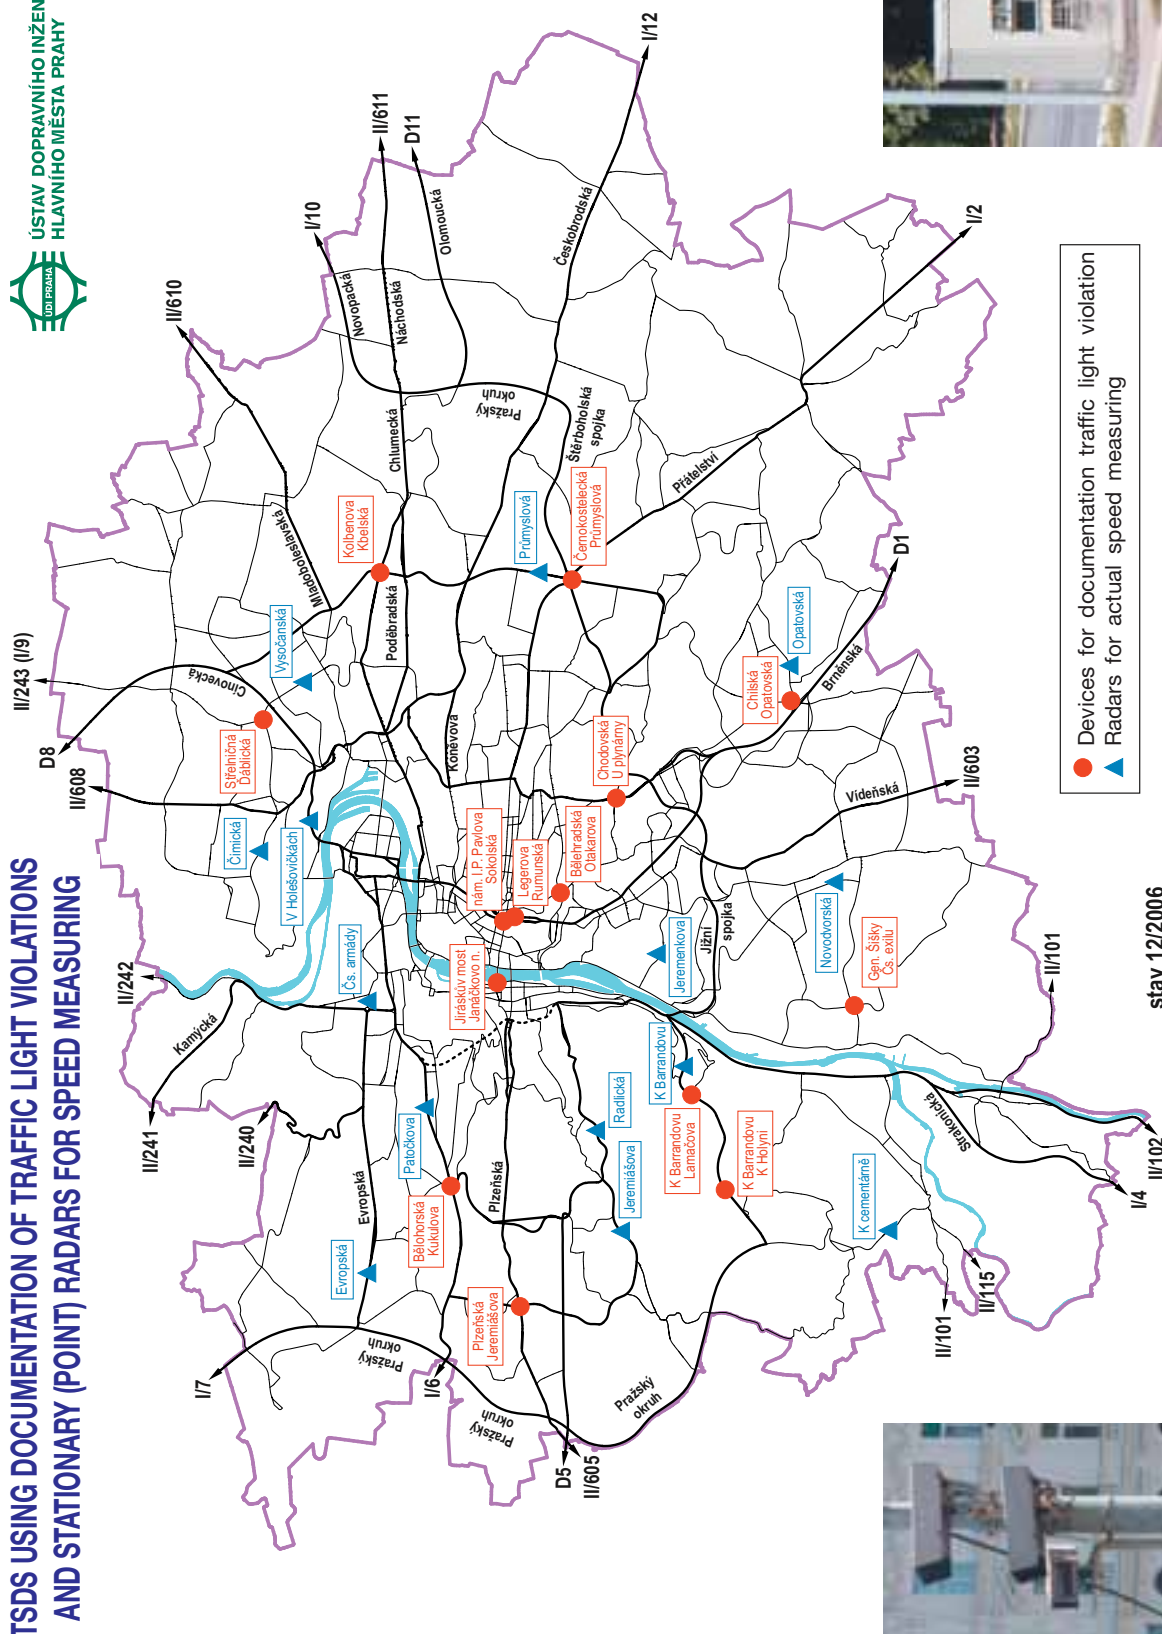 TSDS USING DOCUMENTATION OF TRAFFIC LIGHT VIOLATIONS
AND STATIONARY (POINT) RADARS FOR SPEED MEASURING
ÚDI PRAHA
ÚSTAV DOPRAVNÍHO INŽEN
HLAVNÍHO MĚSTA PRAHY
II/243 (I/9)
D8
II/608
II/242
II/241
II/240
I/7
I/6
D5
II/605
II/610
I/10
II/611
D11
I/12
I/2
D1
II/603
II/101
II/102
I/4
II/115
II/101
Kamýcká
Evropská
Plzeňská
Pražský
okruh
Pražský
okruh
Pražský
okruh
Strakonická
Jižní
spojka
Vídeňská
Brněnská
Koněvova
Poděbradská
Cínovecká
Mladoboleslavská
Chlumecká
Náchodská
Novopacká
Olomoucká
Pražský
okruh
Českobrodská
Štěrboholská
spojka
Přátelství
Střelničná
Ďáblická
Kolbenova
Kbelská
Černokostelecká
Průmyslová
Chilská
Opatovská
Chodovská
U plynárny
Bělehradská
Otakarova
Legerova
Rumunská
nám. I.P. Pavlova
Sokolská
Jiráskův most
Janáčkovo n.
Gen. Šišky
Čs. exilu
K Barrandovu
Lamačova
K Barrandovu
K Holyni
Bělohorská
Kukulova
Plzeňská
Jeremiášova
Vysočanská
Čimická
V Holešovičkách
Čs. armády
Patočkova
Evropská
Radlická
Jeremiášova
K Barrandovu
K cementárně
Jeremenkova
Novodvorská
Opatovská
Průmyslová
Devices for documentation traffic light violation
Radars for actual speed measuring
stav 12/2006